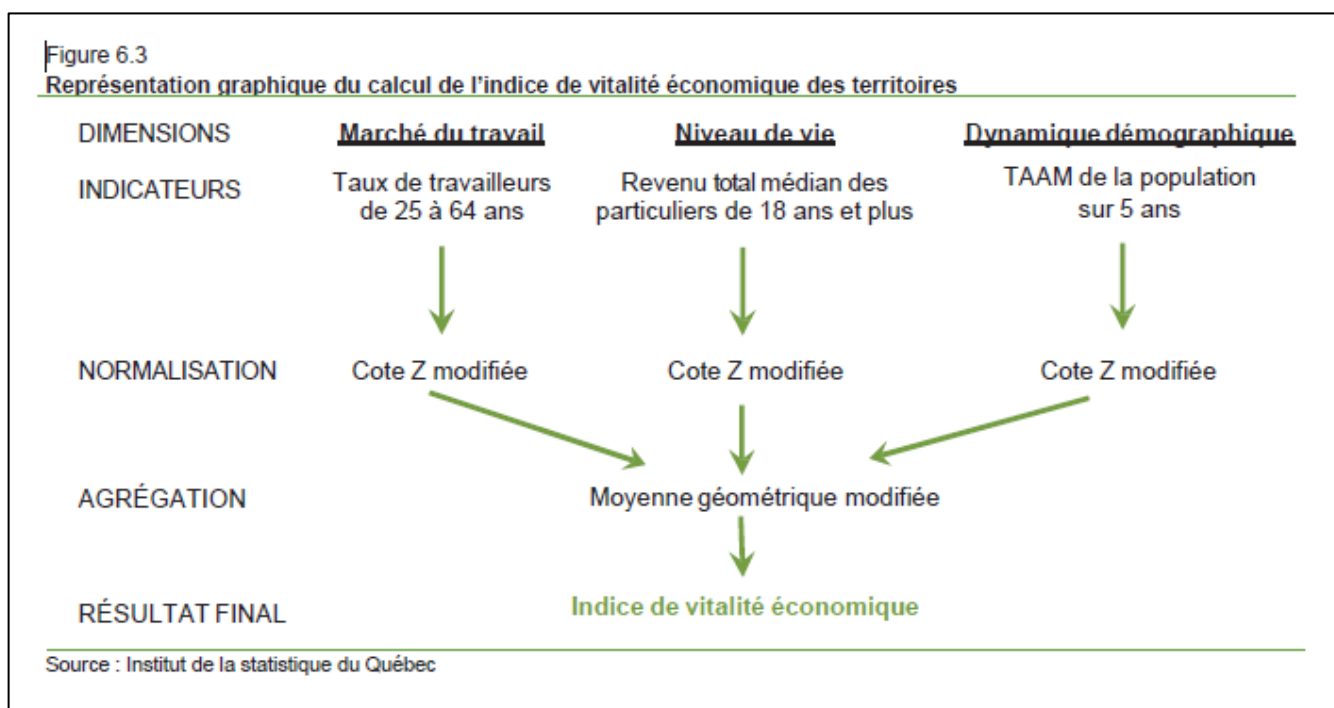 Figure 6.3
Représentation graphique du calcul de l'indice de vitalité économique des territoires
DIMENSIONS Marché du travail Niveau de vie Dynamique démographique
INDICATEURS Taux de travailleurs de 25 à 64 ans Revenu total médian des particuliers de 18 ans et plus TAAM de la population sur 5 ans
NORMALISATION Cote Z modifiée Cote Z modifiée Cote Z modifiée
AGRÉGATION Moyenne géométrique modifiée
RÉSULTAT FINAL Indice de vitalité économique
Source : Institut de la statistique du Québec